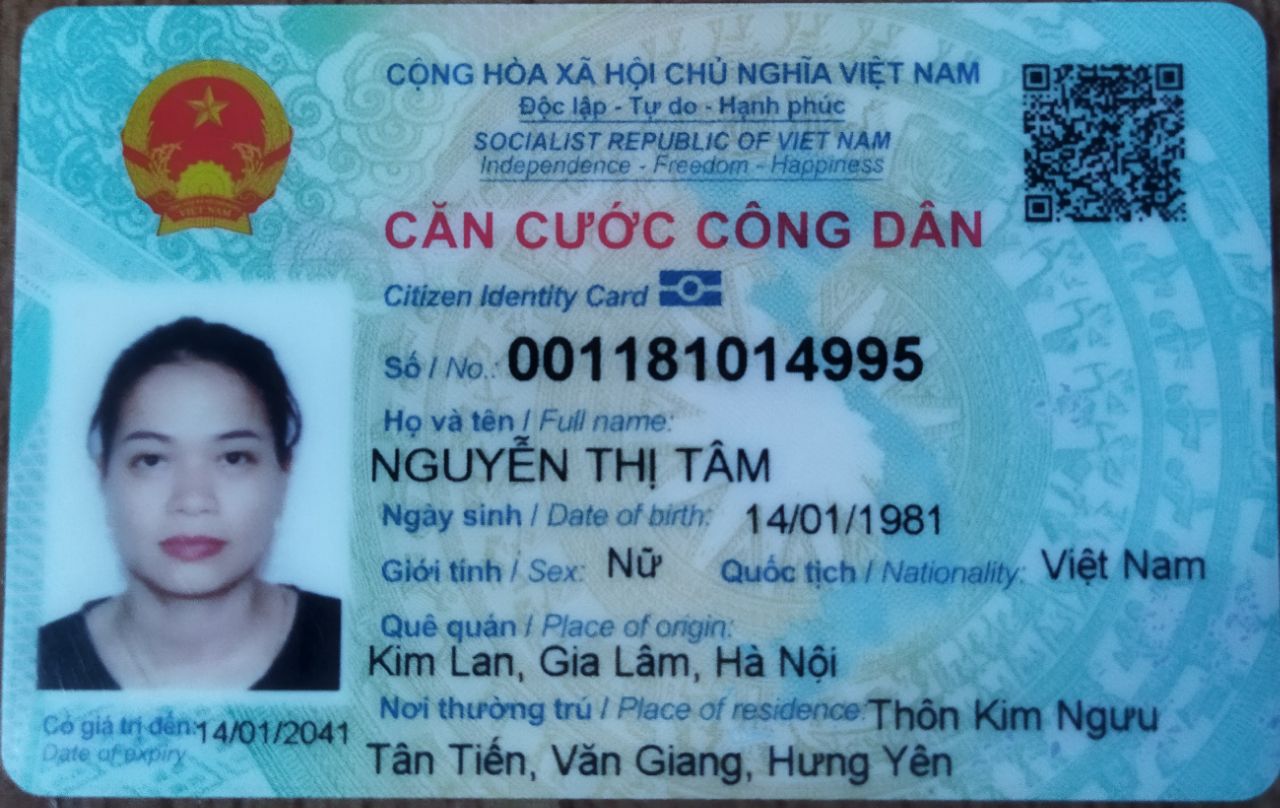 CỘNG HÒA XÃ HỘI CHỦ NGHĨA VIỆT NAM
Độc lập - Tự do - Hạnh phúc
SOCIALIST REPUBLIC OF VIET NAM
Independence - Freedom - Happiness
CĂN CƯỚC CÔNG DÂN
Citizen Identity Card
Số / No.: 001181014995
Họ và tên / Full name:
NGUYỄN THỊ TÂM
Ngày sinh / Date of birth: 14/01/1981
Giới tính / Sex: Nữ Quốc tịch / Nationality: Việt Nam
Quê quán / Place of origin:
Kim Lan, Gia Lâm, Hà Nội
Nơi thường trú / Place of residence: Thôn Kim Ngưu
Tân Tiến, Văn Giang, Hưng Yên
Có giá trị đến: 14/01/2041
Date of expiry
VIỆT NAM